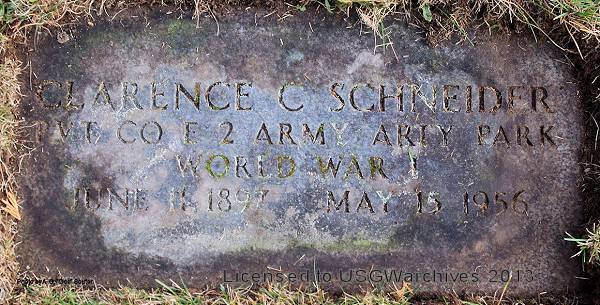 CLARENCE C SCHNEIDER
PVT CO E 2 ARMY ARTY PARK
WORLD WAR I
JUNE 11 1897 MAY 15 1956
Licensed to USGWarchives 2013